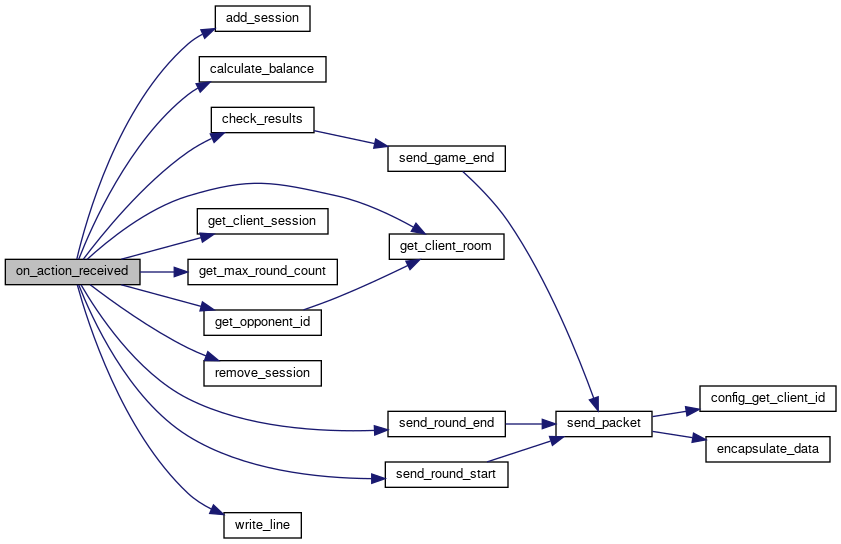 add_session
calculate_balance
check_results
send_game_end
get_client_session
get_client_room
on_action_received
get_max_round_count
get_opponent_id
remove_session
config_get_client_id
send_round_end
send_packet
encapsulate_data
send_round_start
write_line